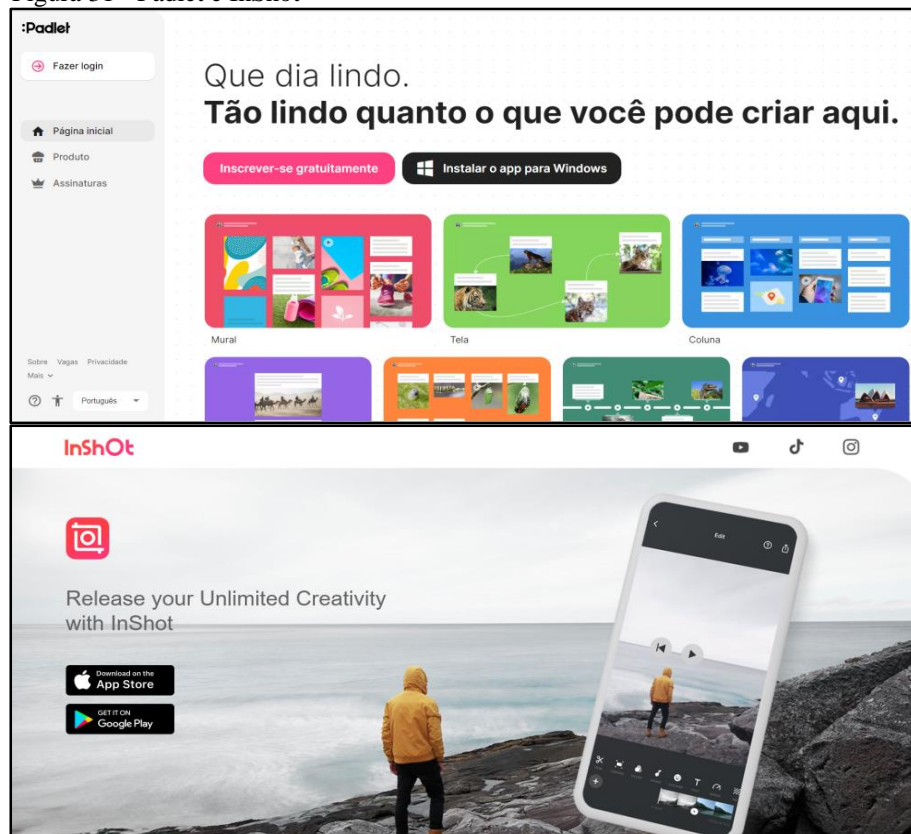 Figura 31 - Padlet e InShot
:Padlet
Fazer login
Página inicial
Produto
Assinaturas
Sobre Vagas Privacidade
Mais
Português
Que dia lindo.
Tão lindo quanto o que você pode criar aqui.
Inscrever-se gratuitamente
Instalar o app para Windows
Mural
Tela
Coluna
InShOt
Release your Unlimited Creativity
with InShot
Download on the
App Store
GET IT ON
Google Play
Edit